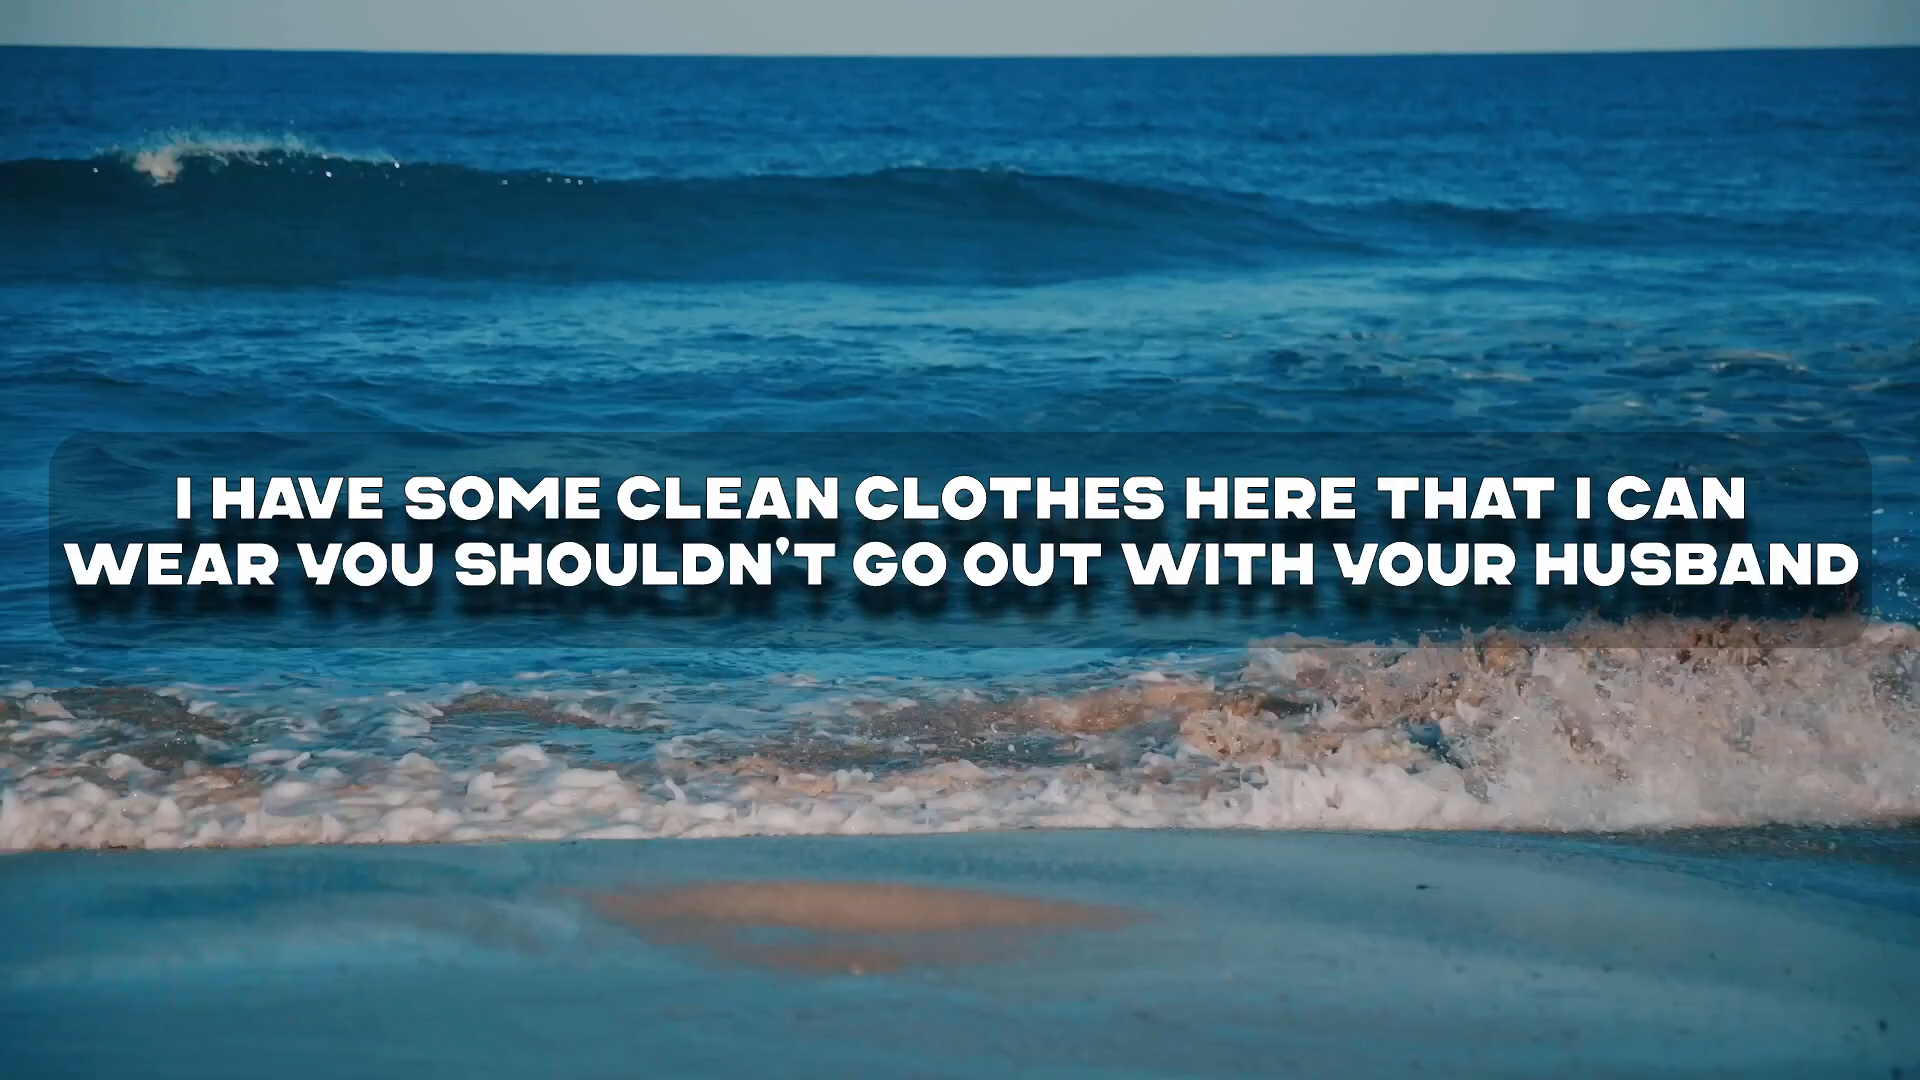 I HAVE SOME CLEAN CLOTHES HERE THAT I CAN
WEAR YOU SHOULDN'T GO OUT WITH YOUR HUSBAND